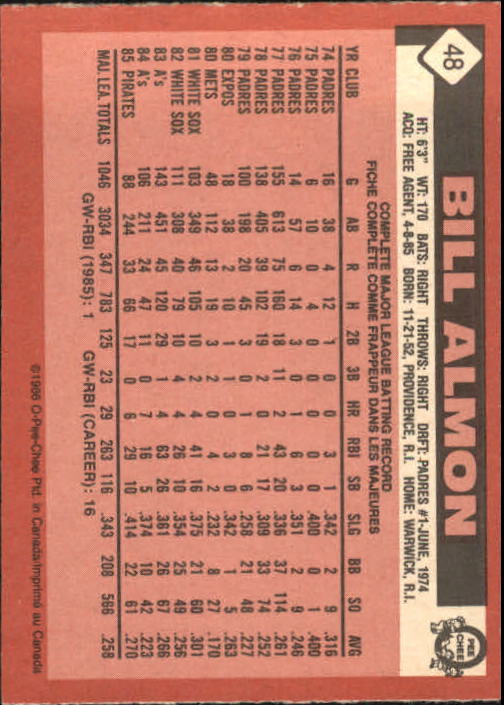 48
BILL ALMON
HT: 6'3" WT: 170 BATS: RIGHT THROWS: RIGHT DRFT: PADRES #1-JUNE, 1974
ACQ: FREE AGENT, 4-8-85 BORN: 11-21-52, PROVIDENCE, R.I. HOME: WARWICK, R.I.
O PEE CHEE
COMPLETE MAJOR LEAGUE BATTING RECORD
FICHE COMPLÈTE COMME FRAPPEUR DANS LES MAJEURES
YR CLUB G AB R H 2B 3B HR RBI SB SLG BB SO AVG
74 PADRES 16 38 4 12 1 0 0 3 1 .342 2 9 .316
75 PADRES 6 10 0 4 0 0 0 0 0 .400 0 1 .400
76 PADRES 14 57 6 14 3 0 1 6 3 .351 2 9 .246
77 PADRES 155 613 75 160 18 11 2 43 20 .336 37 114 .261
78 PADRES 138 405 39 102 19 2 0 21 17 .309 33 74 .252
79 PADRES 100 198 20 45 3 0 1 8 6 .258 21 48 .227
80 EXPOS 18 38 2 10 1 1 0 3 0 .342 1 5 .263
80 METS 48 112 13 19 3 2 0 4 2 .232 8 27 .170
81 WHITE SOX 103 349 46 105 10 2 4 41 16 .375 21 60 .301
82 WHITE SOX 111 308 40 79 10 4 4 26 10 .354 25 49 .256
83 A's 143 451 45 120 29 1 4 63 26 .361 26 67 .266
84 A's 106 211 24 47 11 0 7 16 5 .374 10 42 .223
85 PIRATES 88 244 33 66 17 0 6 29 10 .414 22 61 .270
MAJ. LEA. TOTALS 1046 3034 347 783 125 23 29 263 116 .343 208 566 .258
GW-RBI (1985): 1 GW-RBI (CAREER): 16
©1986 O-Pee-Chee Ptd. in Canada/Imprimé au Canada